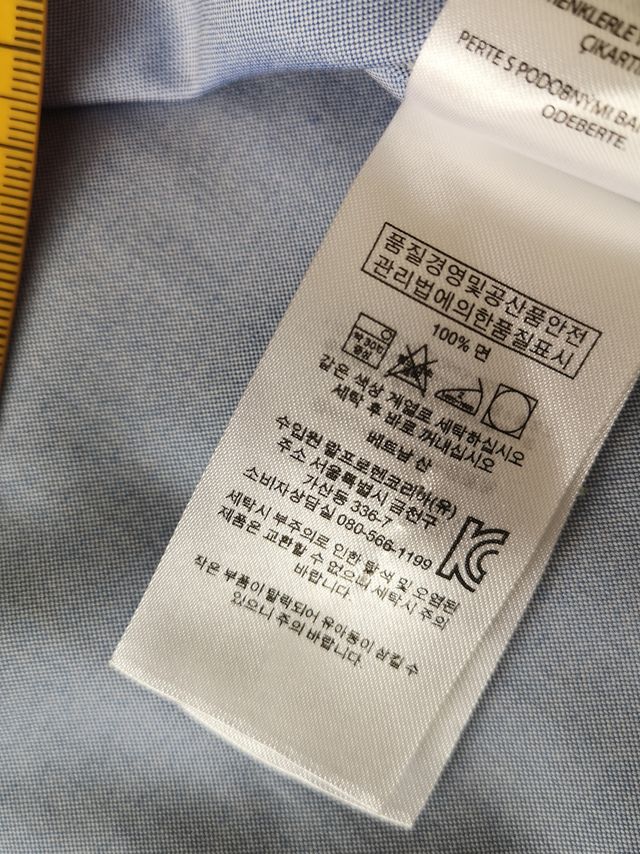 ÇIKART
PERTE S PODOBNYMI BA
ODEBERTE.
품질경영및공산품안전
관리법에의한품질표시
100% 면
약 30℃
중성
같은 색상 계열로 세탁하십시오
세탁 후 바로 꺼내십시오
베트남 산
수입원 랄프로렌코리아(유)
주소 서울특별시 금천구
가산동 336-7
소비자상담실 080-566-1199
세탁시 부주의로 인한 탈색 및 오염된
제품은 교환할 수 없으며 세탁시 주의
바랍니다
작은 부품이 탈락되어 유아동이 삼킬 수
있으니 주의 바랍니다